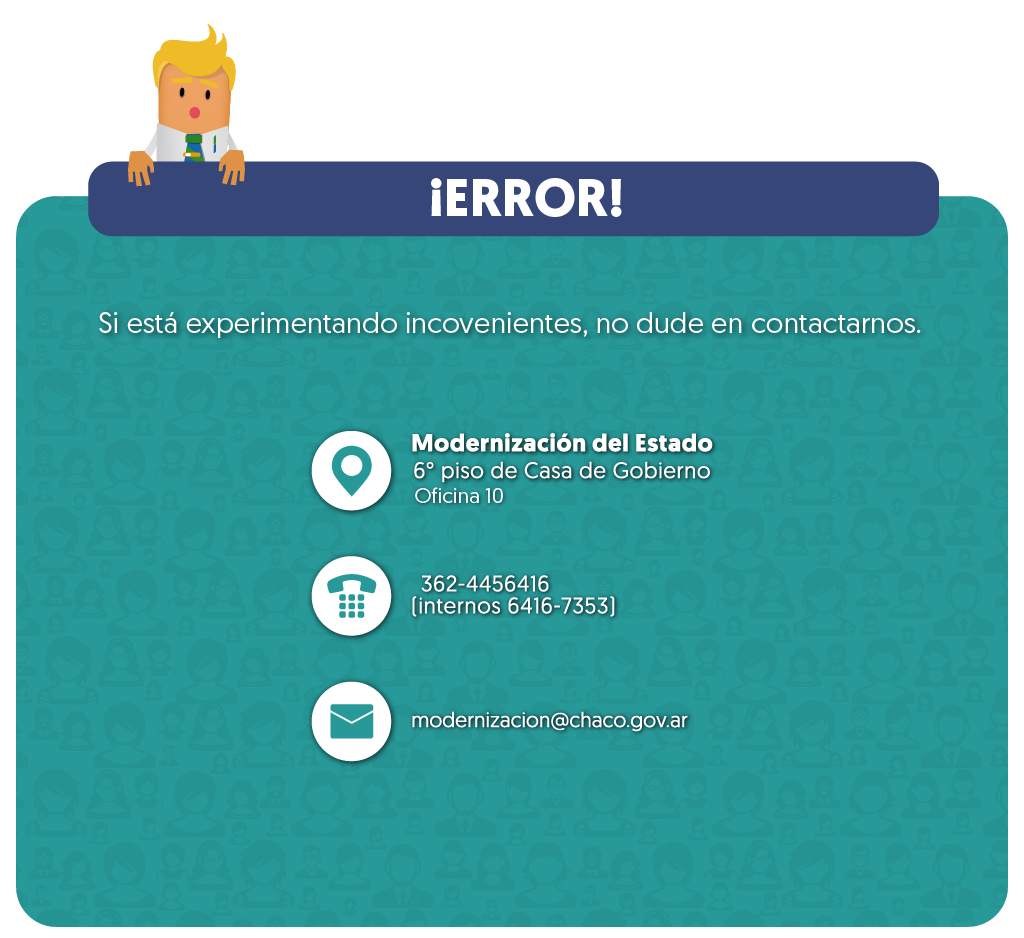 ¡ERROR!
Si está experimentando incovenientes, no dude en contactarnos.
Modernización del Estado
6° piso de Casa de Gobierno
Oficina 10
362-4456416
(internos 6416-7353)
modernizacion@chaco.gov.ar